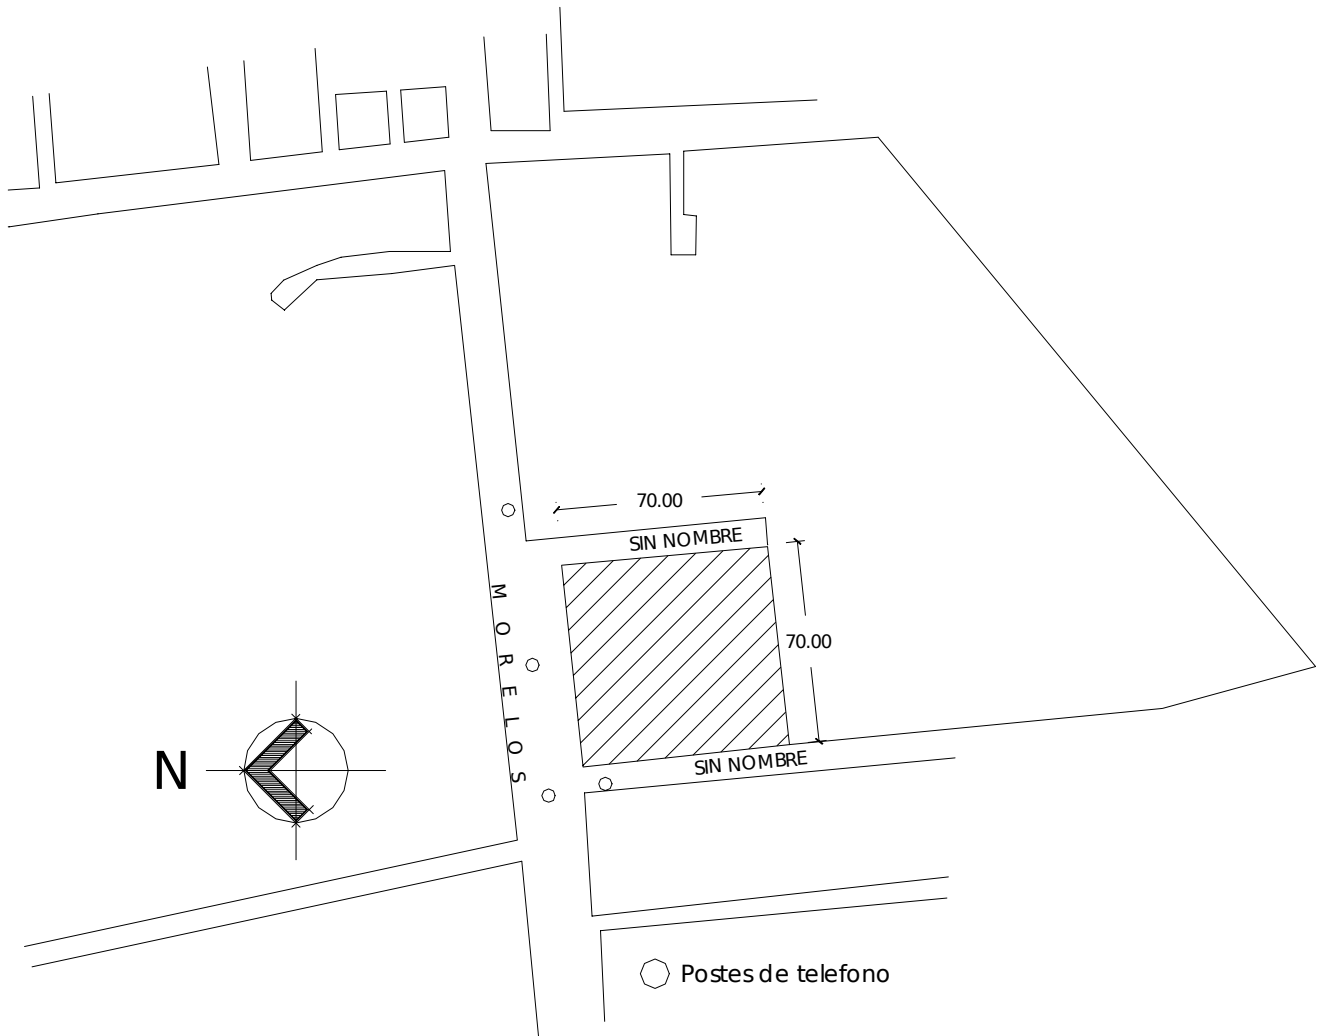 70.00
SIN NOMBRE
MORELOS
70.00
SIN NOMBRE
N
Postes de telefono